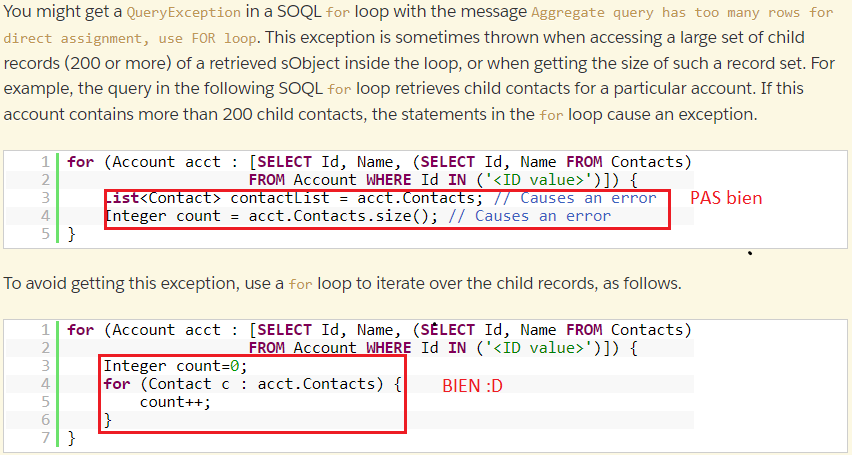 You might get a QueryException in a SOQL for loop with the message Aggregate query has too many rows for
direct assignment, use FOR loop. This exception is sometimes thrown when accessing a large set of child
records (200 or more) of a retrieved sObject inside the loop, or when getting the size of such a record set. For
example, the query in the following SOQL for loop retrieves child contacts for a particular account. If this
account contains more than 200 child contacts, the statements in the for loop cause an exception.
1 for (Account acct : [SELECT Id, Name, (SELECT Id, Name FROM Contacts)
2 FROM Account WHERE Id IN ('<ID value>')]) {
3 List<Contact> contactList = acct.Contacts; // Causes an error PAS bien
4 Integer count = acct.Contacts.size(); // Causes an error
5 }
To avoid getting this exception, use a for loop to iterate over the child records, as follows.
1 for (Account acct : [SELECT Id, Name, (SELECT Id, Name FROM Contacts)
2 FROM Account WHERE Id IN ('<ID value>')]) {
3 Integer count=0;
4 for (Contact c : acct.Contacts) { BIEN :D
5 count++;
6 }
7 }